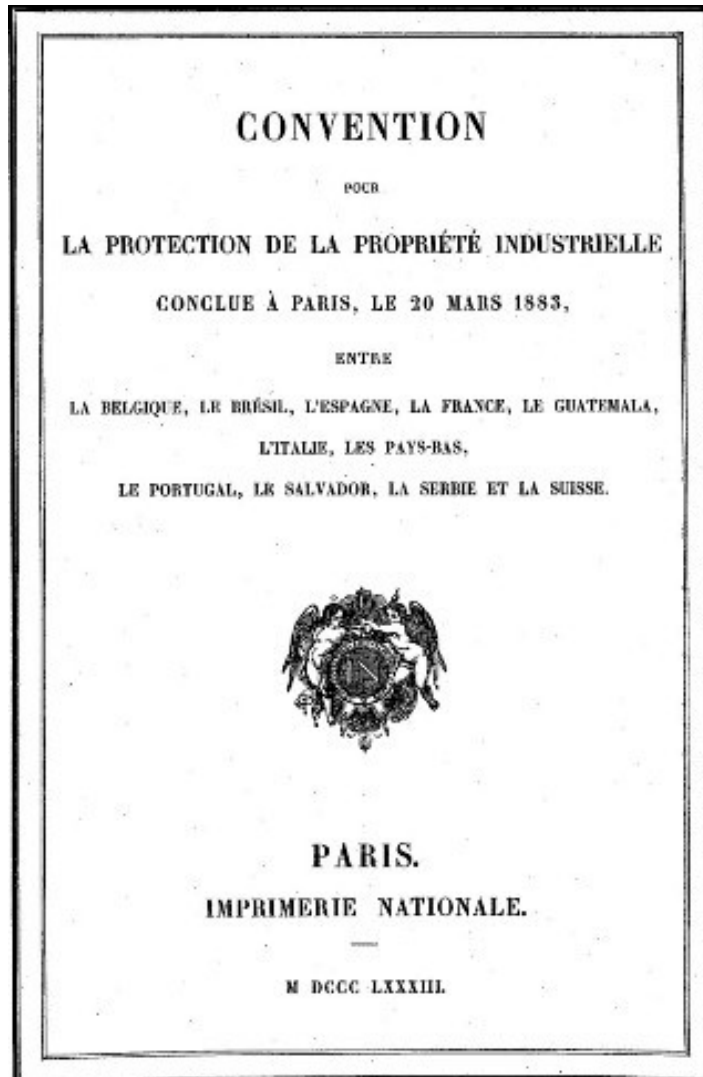 CONVENTION
POUR
LA PROTECTION DE LA PROPRIÉTÉ INDUSTRIELLE
CONCLUE À PARIS, LE 20 MARS 1883,
ENTRE
LA BELGIQUE, LE BRÉSIL, L'ESPAGNE, LA FRANCE, LE GUATEMALA,
L'ITALIE, LES PAYS-BAS,
LE PORTUGAL, LE SALVADOR, LA SERBIE ET LA SUISSE.
PARIS.
IMPRIMERIE NATIONALE.
M DCCC LXXXIII.